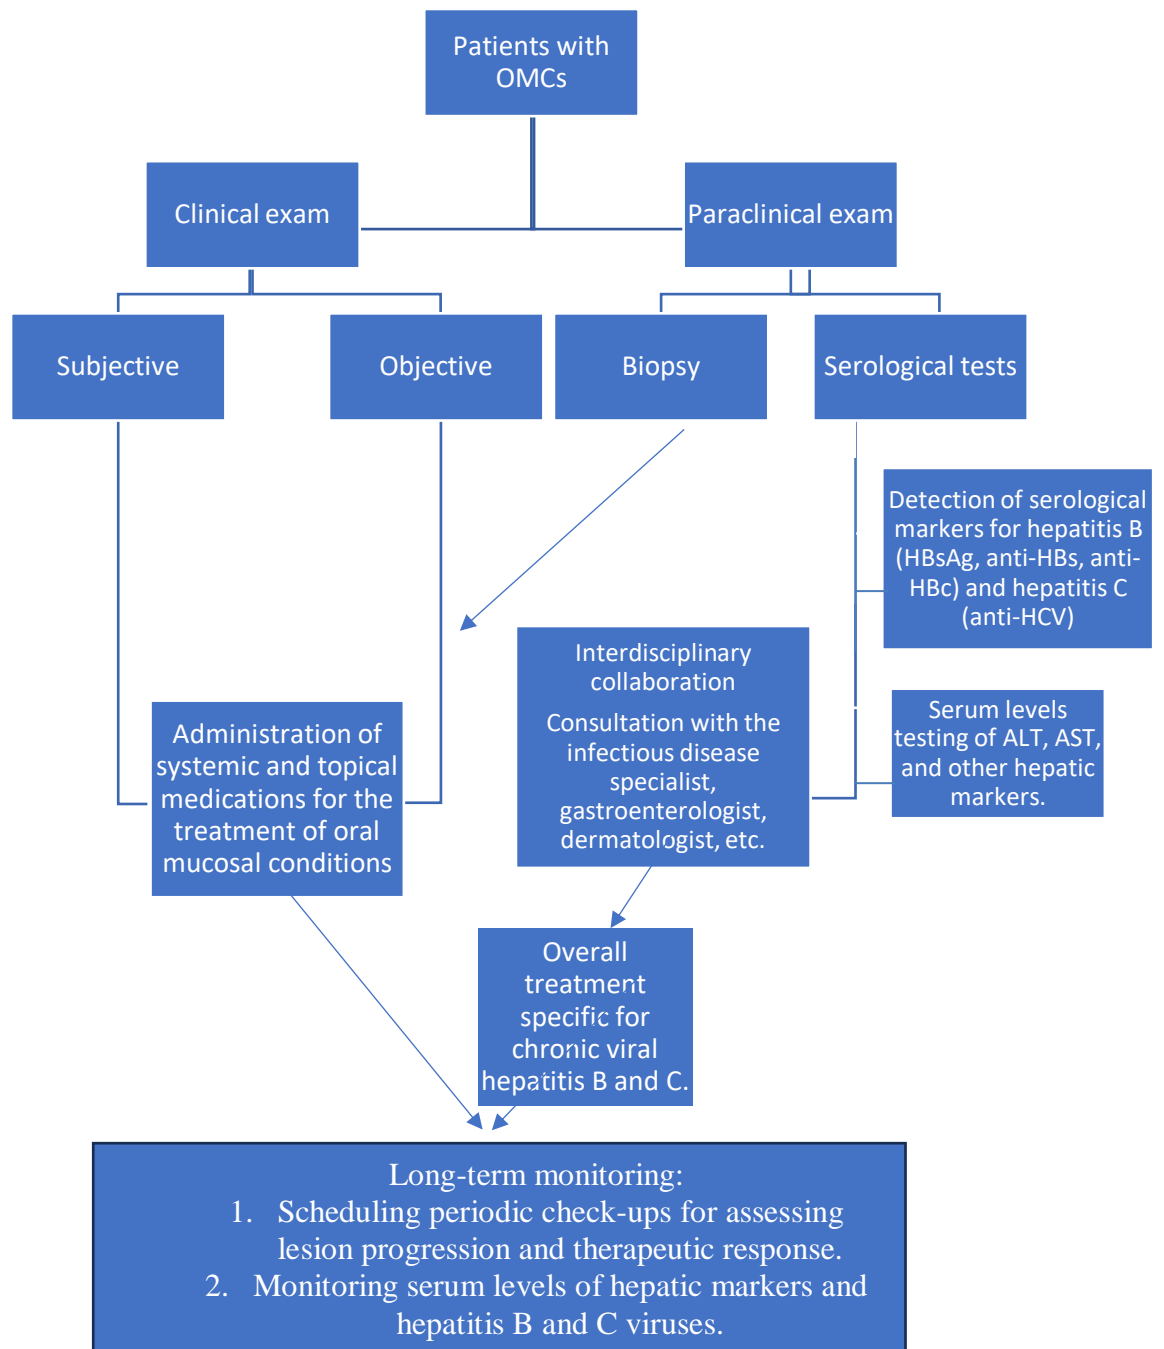 Patients with
OMCs
Clinical exam
Paraclinical exam
Subjective
Objective
Biopsy
Serological tests
Detection of serological
markers for hepatitis B
(HBsAg, anti-HBs, anti-
HBc) and hepatitis C
(anti-HCV)
Interdisciplinary
collaboration
Consultation with the
infectious disease
specialist,
gastroenterologist,
dermatologist, etc.
Serum levels
testing of ALT, AST,
and other hepatic
markers.
Administration of
systemic and topical
medications for the
treatment of oral
mucosal conditions
Overall
treatment
specific for
chronic viral
hepatitis B and C.
Long-term monitoring:
1. Scheduling periodic check-ups for assessing
lesion progression and therapeutic response.
2. Monitoring serum levels of hepatic markers and
hepatitis B and C viruses.